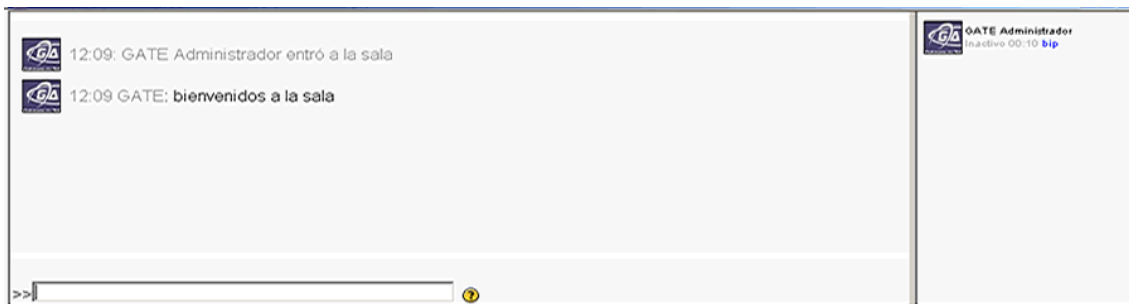 12:09: GATE Administrador entró a la sala
12:09 GATE: bienvenidos a la sala
>>
?
GATE Administrador
Inactivo 00:10 bip